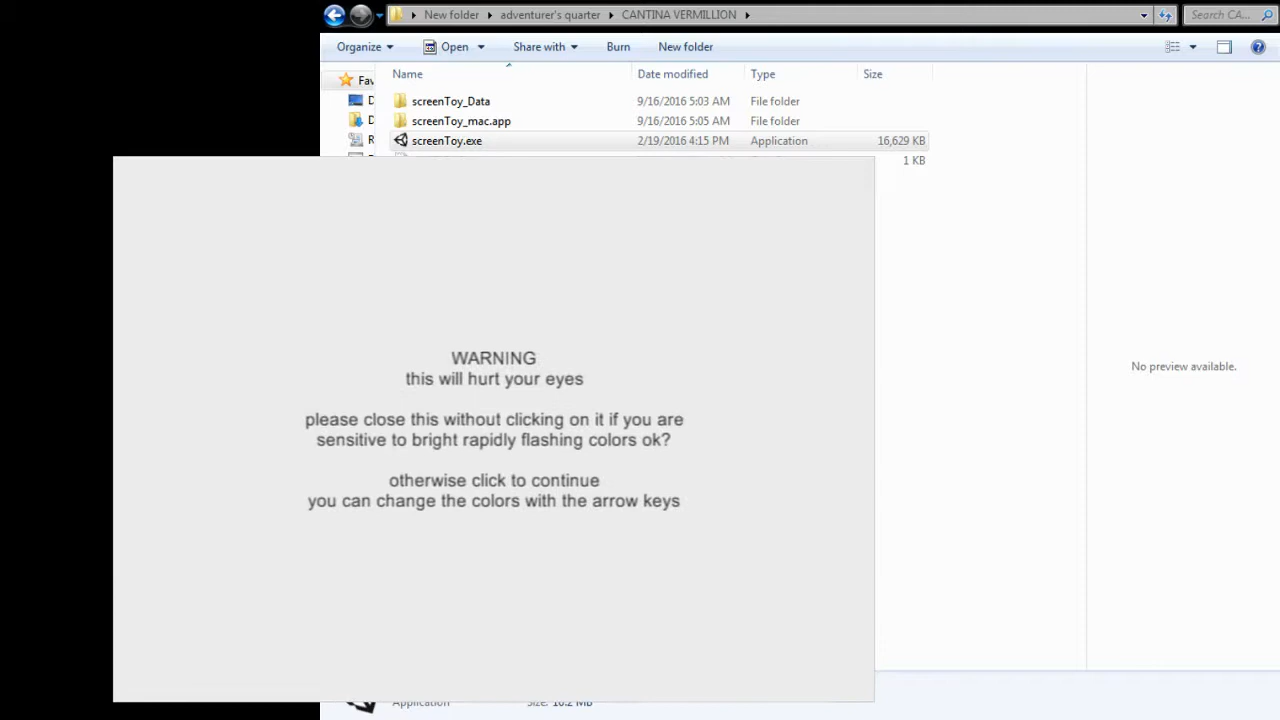 New folder
adventurer's quarter
CANTINA VERMILLION
Search CA...
Organize
Open
Share with
Burn
New folder
Name
Date modified
Type
Size
Fav
screenToy_Data
9/16/2016 5:03 AM
File folder
screenToy_mac.app
9/16/2016 5:05 AM
File folder
screenToy.exe
2/19/2016 4:15 PM
Application
16,629 KB
1 KB
WARNING
this will hurt your eyes
please close this without clicking on it if you are
sensitive to bright rapidly flashing colors ok?
otherwise click to continue
you can change the colors with the arrow keys
No preview available.
Application
Size: 16.2 MB